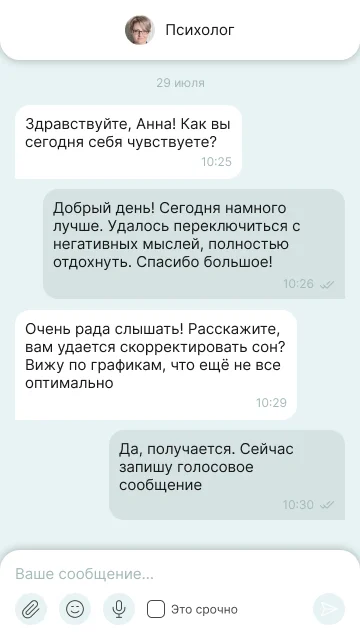 Психолог
29 июля
Здравствуйте, Анна! Как вы
сегодня себя чувствуете?
10:25
Добрый день! Сегодня намного
лучше. Удалось переключиться с
негативных мыслей, полностью
отдохнуть. Спасибо большое!
10:26
Очень рада слышать! Расскажите,
вам удается скорректировать сон?
Вижу по графикам, что ещё не все
оптимально
10:29
Да, получается. Сейчас
запишу голосовое
сообщение
10:30
Ваше сообщение...
Это срочно